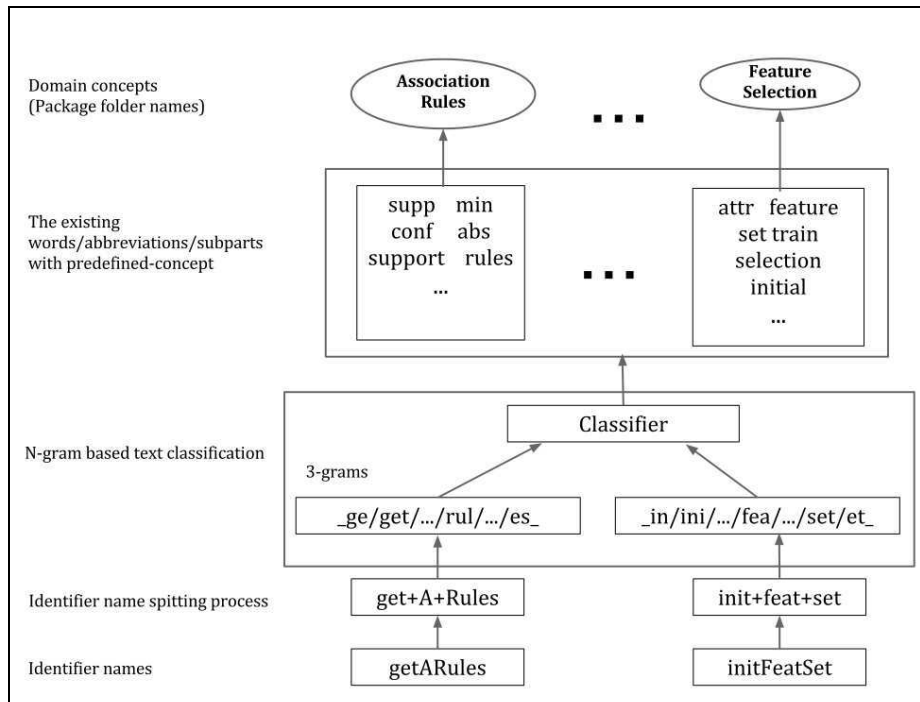 Domain concepts
(Package folder names)
Association
Rules
...
Feature
Selection
The existing
words/abbreviations/subparts
with predefined-concept
supp min
conf abs
support rules
...
...
attr feature
set train
selection
initial
...
N-gram based text classification
Classifier
3-grams
_ge/get/.../rul/.../es_
_in/ini/.../fea/.../set/et_
Identifier name spitting process
get+A+Rules
init+feat+set
Identifier names
getARules
initFeatSet